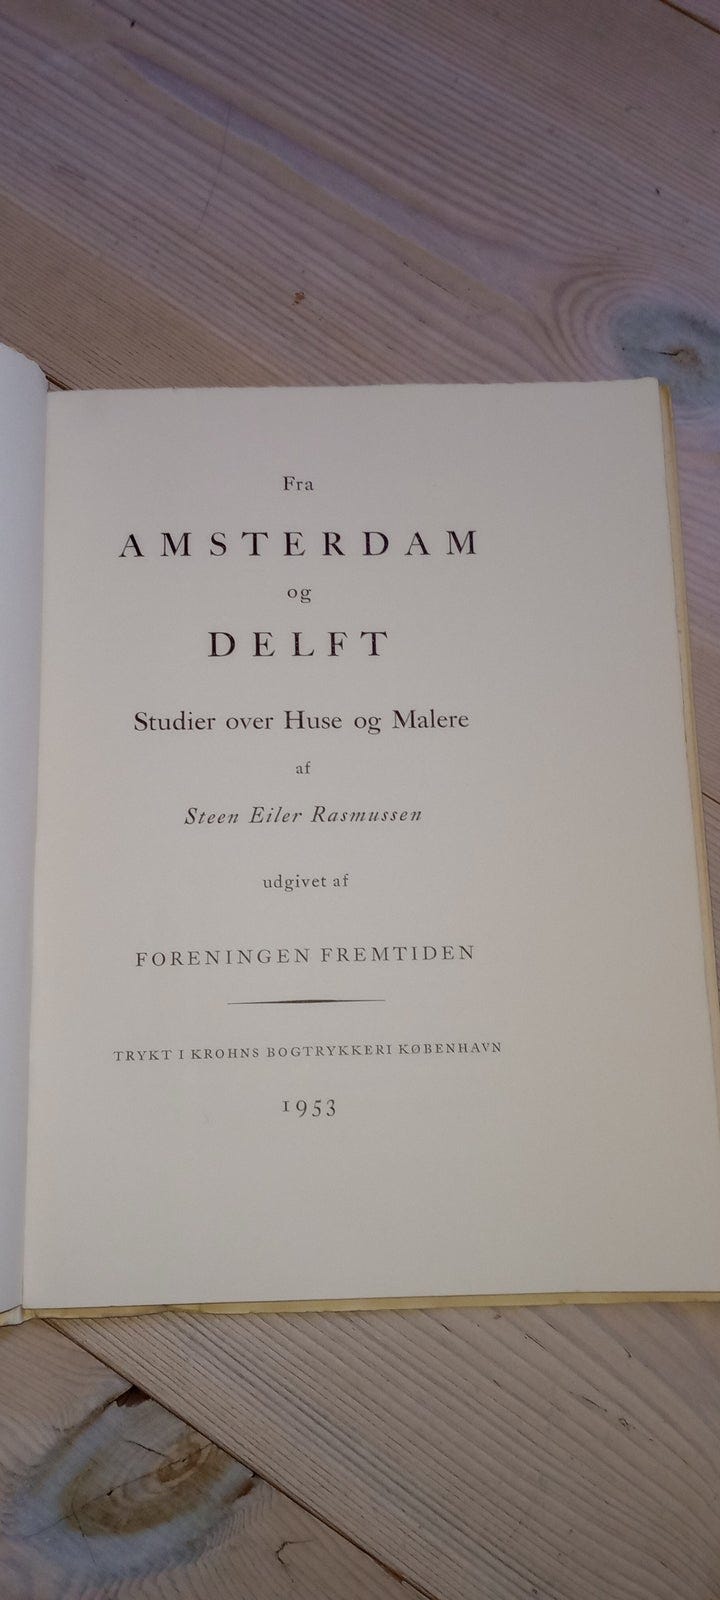 Fra
AMSTERDAM
og
DELFT
Studier over Huse og Malere
af
Steen Eiler Rasmussen
udgivet af
FORENINGEN FREMTIDEN
TRYKT I KROHNS BOGTRYKKERI KØBENHAVN
1953